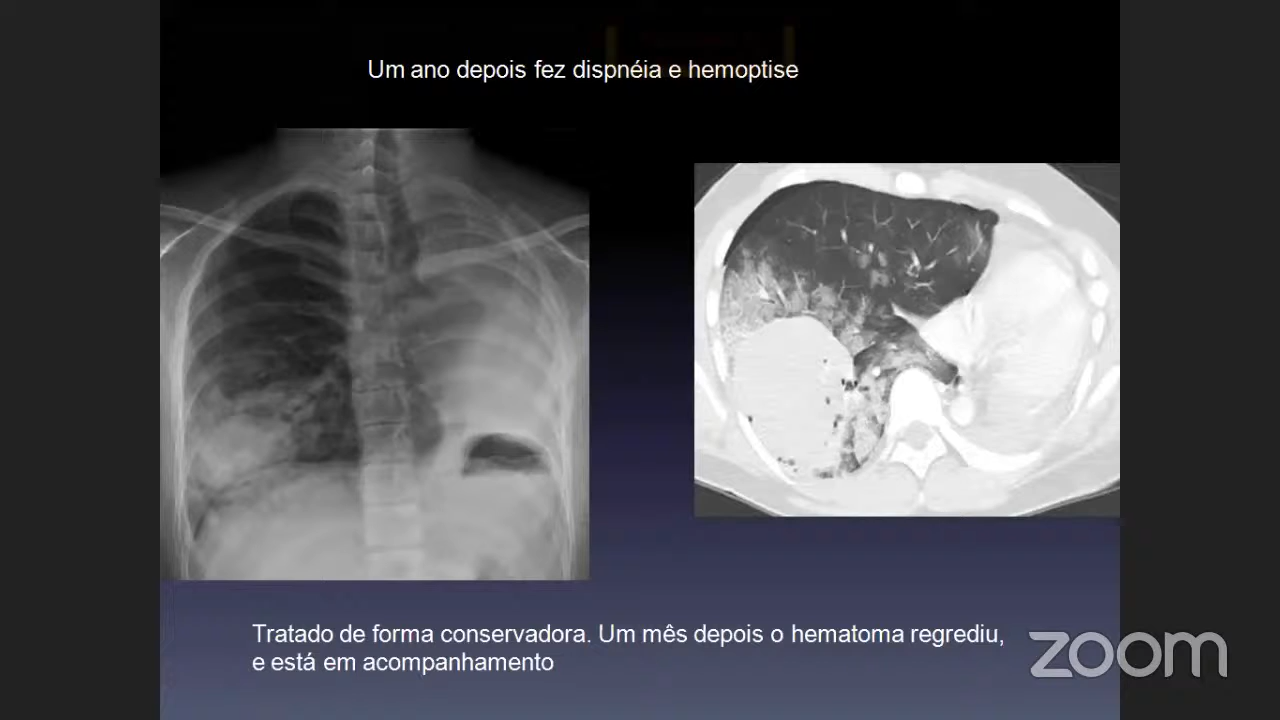 Um ano depois fez dispnéia e hemoptise
Tratado de forma conservadora. Um mês depois o hematoma regrediu,
e está em acompanhamento
zoom